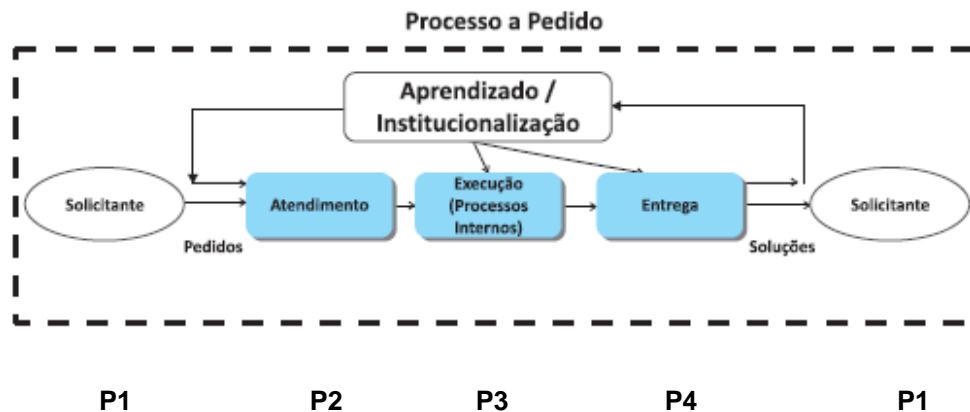 Processo a Pedido
Aprendizado /
Institucionalização
Solicitante
Atendimento
Execução
(Processos
Internos)
Entrega
Solicitante
Pedidos
Soluções
P1
P2
P3
P4
P1